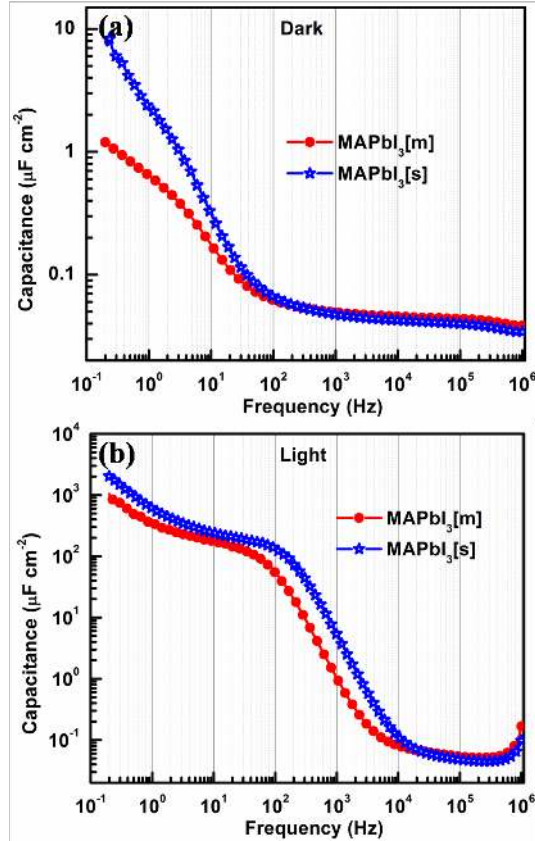 (a)
Dark
Capacitance (μF cm⁻²)
10
1
0.1
MAPbI₃[m]
MAPbI₃[s]
10⁻¹ 10⁰ 10¹ 10² 10³ 10⁴ 10⁵ 10⁶
Frequency (Hz)
(b)
Light
Capacitance (μF cm⁻²)
10⁴
10³
10²
10¹
10⁰
10⁻¹
MAPbI₃[m]
MAPbI₃[s]
10⁻¹ 10⁰ 10¹ 10² 10³ 10⁴ 10⁵ 10⁶
Frequency (Hz)